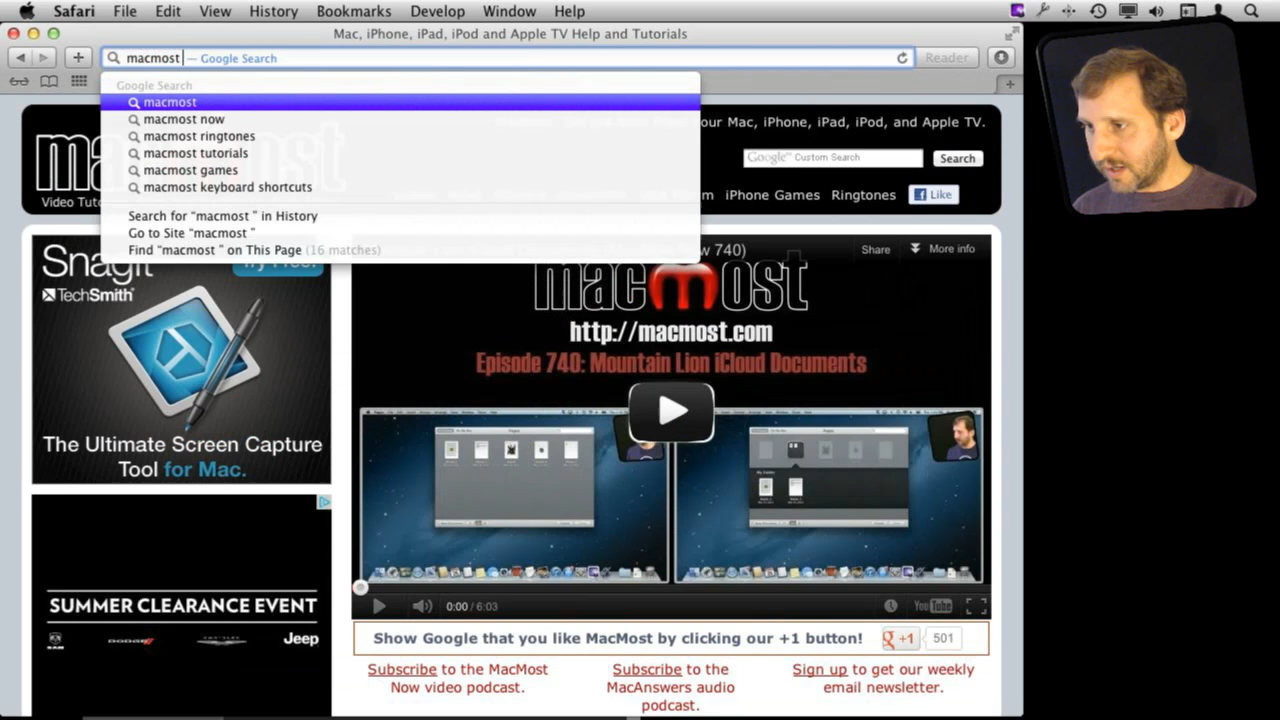 Safari File Edit View History Bookmarks Develop Window Help
Mac, iPhone, iPad, iPod and Apple TV Help and Tutorials
macmost — Google Search
Reader
Google Search
macmost
macmost now
macmost ringtones
macmost tutorials
macmost games
macmost keyboard shortcuts
Search for “macmost ” in History
Go to Site “macmost ”
Find “macmost ” on This Page (16 matches)
our Mac, iPhone, iPad, iPod, and Apple TV.
Google™ Custom Search
Search
iPhone Games Ringtones Like
Video Tut
Snagit
TechSmith
The Ultimate Screen Capture
Tool for Mac.
SUMMER CLEARANCE EVENT
RAM DODGE CHRYSLER Jeep
w 740)
Share More info
macmost
http://macmost.com
Episode 740: Mountain Lion iCloud Documents
0:00 / 6:03
YouTube
Show Google that you like MacMost by clicking our +1 button!
g +1 501
Subscribe to the MacMost
Now video podcast.
Subscribe to the
MacAnswers audio
podcast.
Sign up to get our weekly
email newsletter.